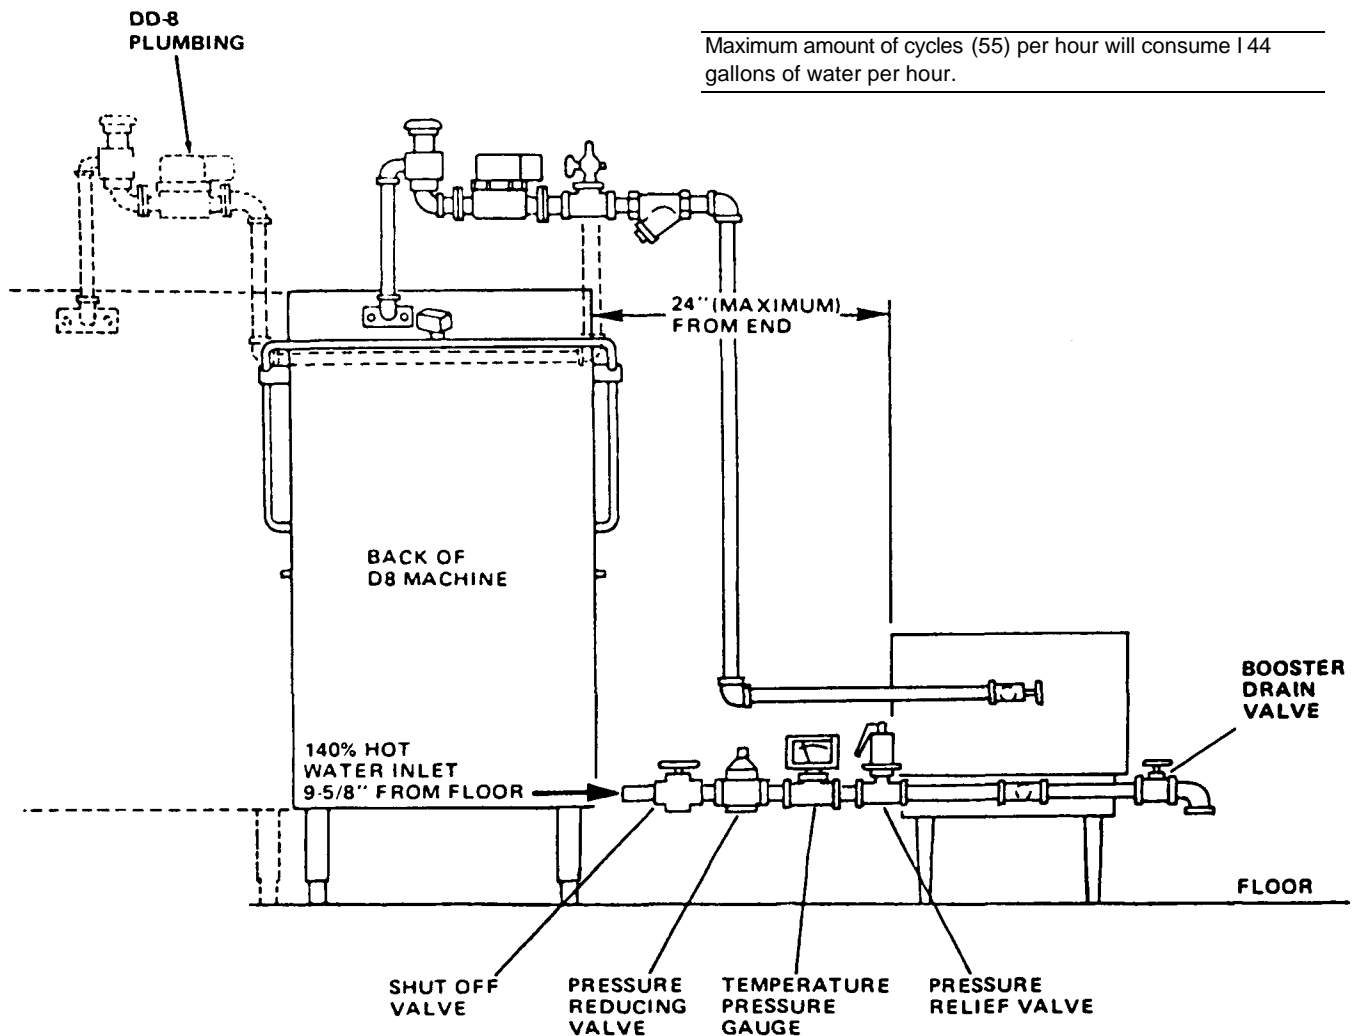 DD-8
PLUMBING
Maximum amount of cycles (55) per hour will consume I 44
gallons of water per hour.
24"(MAXIMUM)
FROM END
BACK OF
D8 MACHINE
BOOSTER
DRAIN
VALVE
140% HOT
WATER INLET
9-5/8" FROM FLOOR
FLOOR
SHUT OFF
VALVE
PRESSURE
REDUCING
VALVE
TEMPERATURE
PRESSURE
GAUGE
PRESSURE
RELIEF VALVE